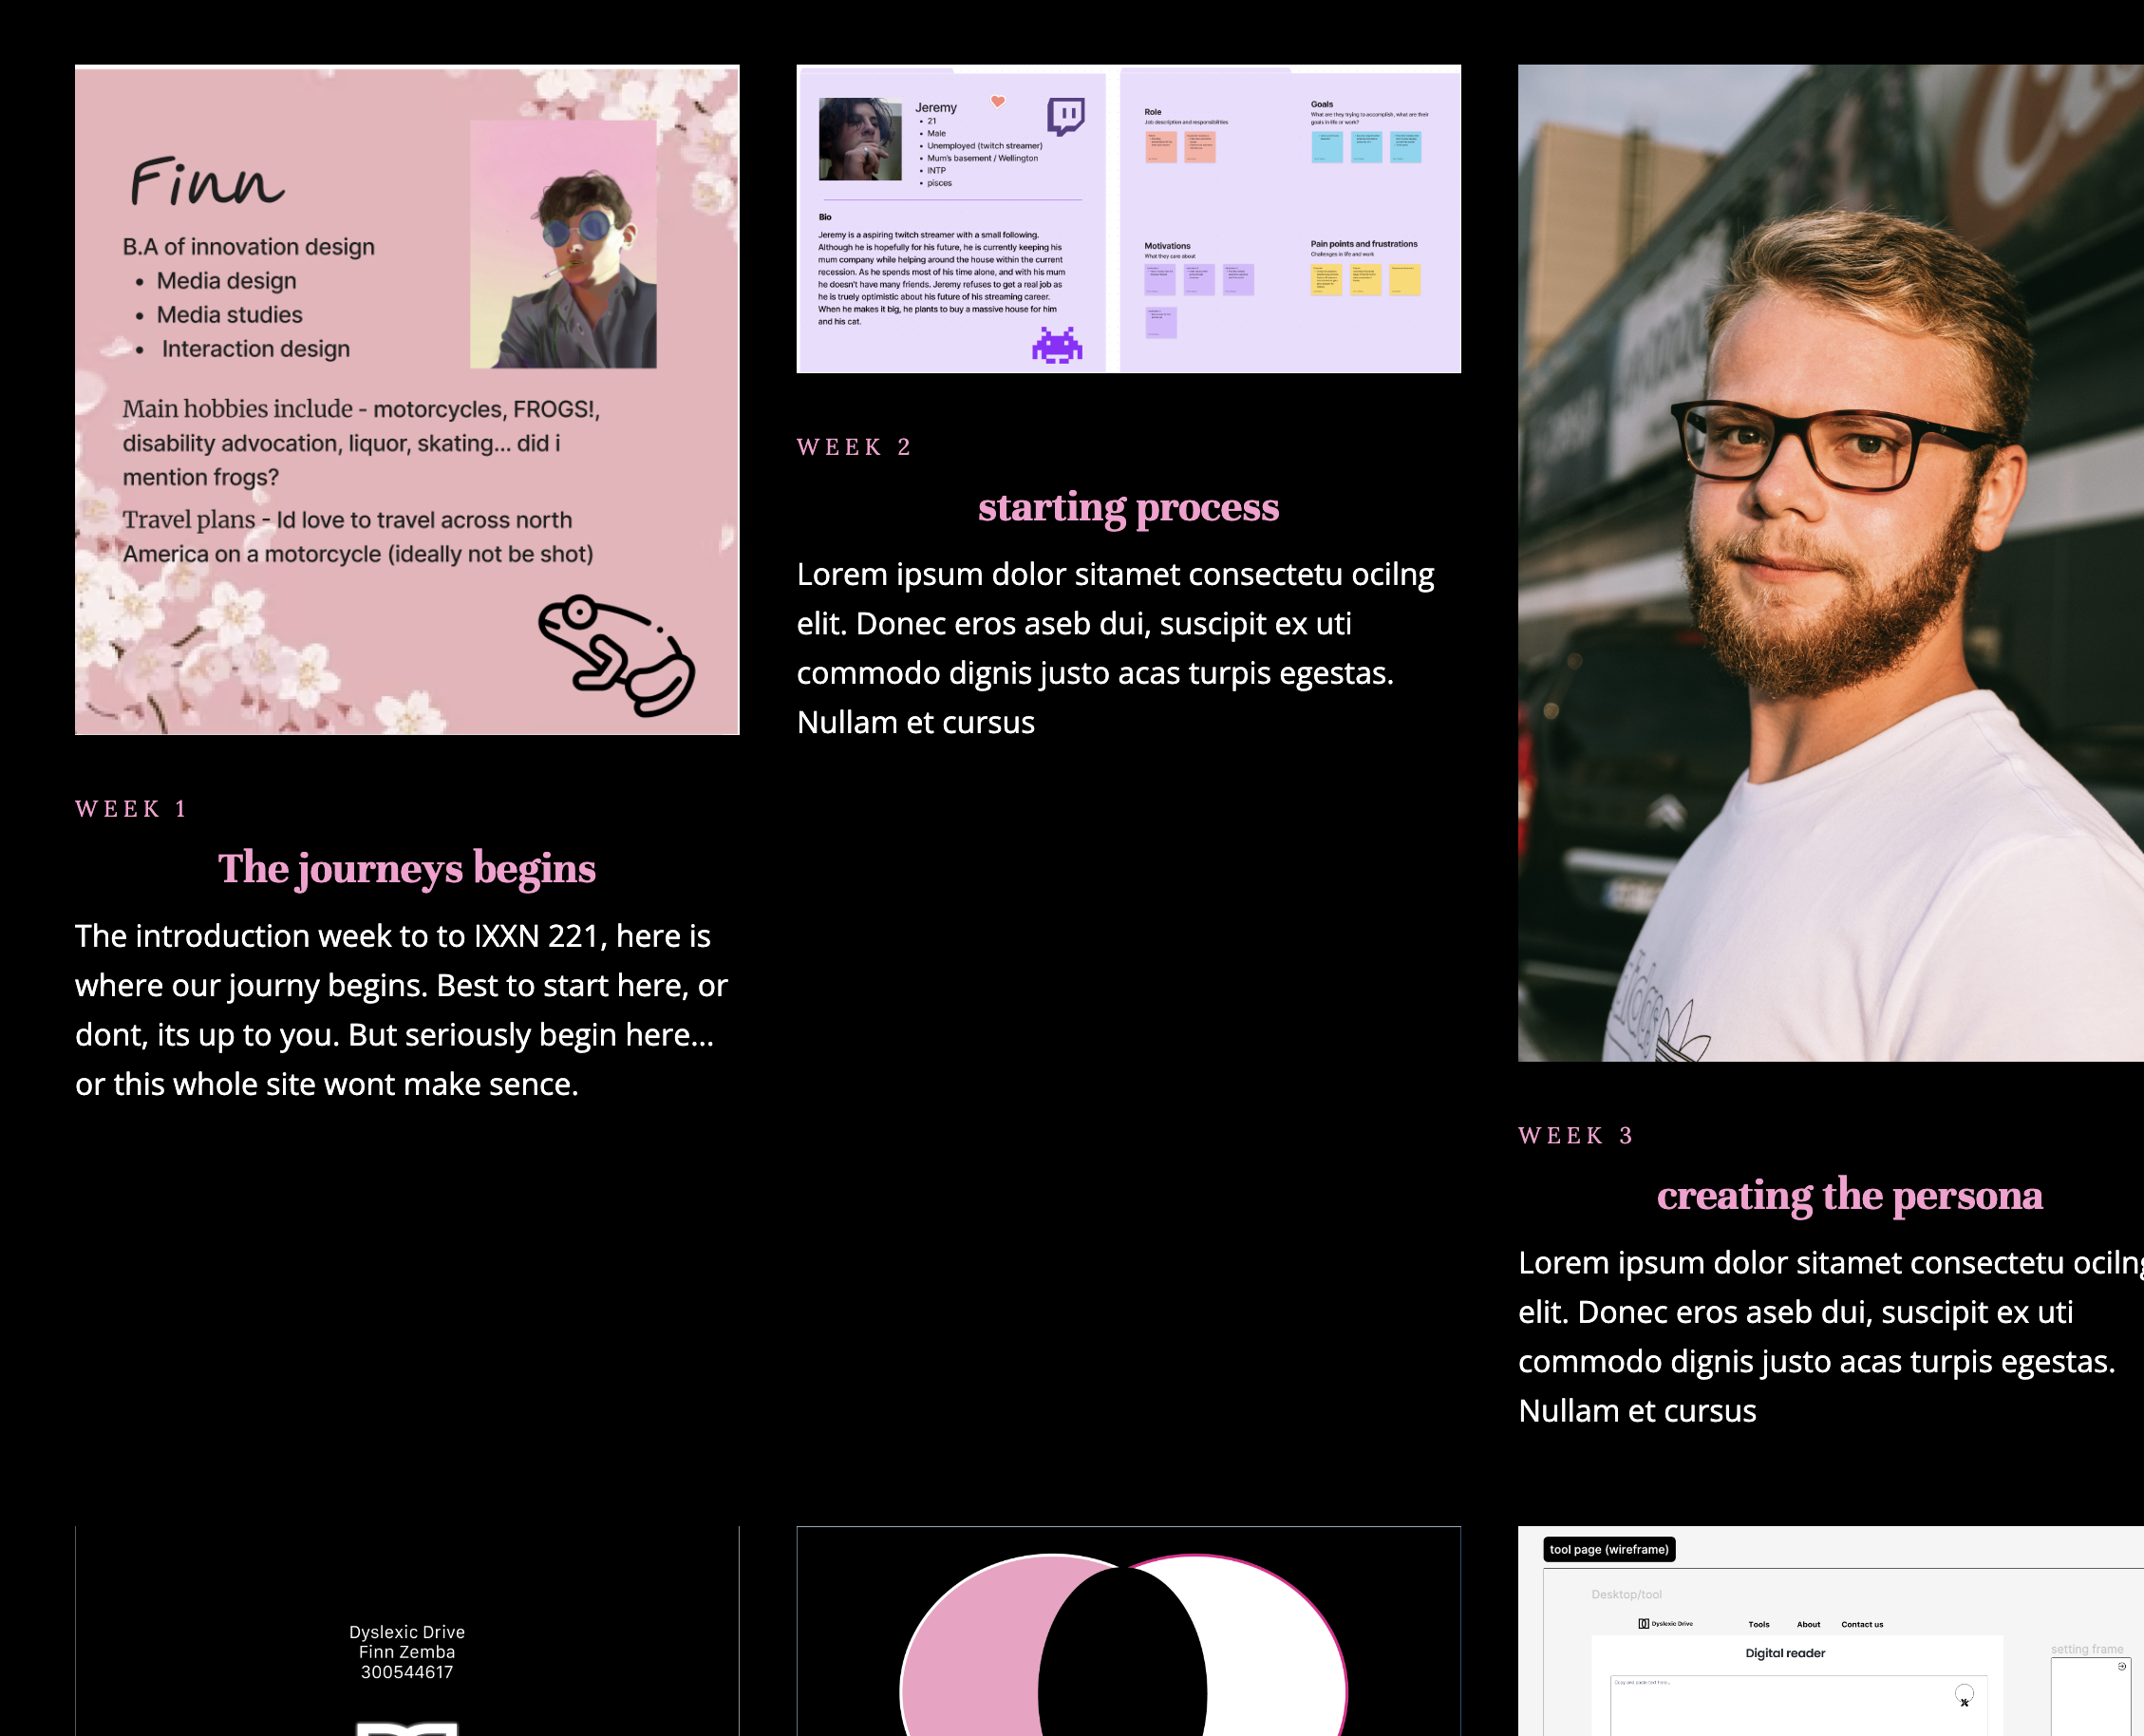 Finn
B.A of innovation design
• Media design
• Media studies
• Interaction design
Main hobbies include - motorcycles, FROGS!,
disability advocation, liquor, skating... did i
mention frogs?
Travel plans - Id love to travel across north
America on a motorcycle (ideally not be shot)
WEEK 1
The journeys begins
The introduction week to to IXXN 221, here is
where our journy begins. Best to start here, or
dont, its up to you. But seriously begin here...
or this whole site wont make sence.
Jeremy
• 21
• Male
• Unemployed (twitch streamer)
• Mum's basement / Wellington
• INTP
• pisces
Bio
Jeremy is a aspiring twitch streamer with a small following.
Although he is hopefully for his future, he is currently keeping his
mum company while helping around the house within the current
recession. As he spends most of his time alone, and with his mum
he doesn't have many friends. Jeremy refuses to get a real job as
he is truely optimistic about his future of his streaming career.
When he makes it big, he plans to buy a massive house for him
and his cat.
Role
Job description and responsibilities
Goals
What are they trying to accomplish, what are their
goals in life or work?
Motivations
What they care about
Pain points and frustrations
Challenges in life and work
WEEK 2
starting process
Lorem ipsum dolor sitamet consectetu ocilng
elit. Donec eros aseb dui, suscipit ex uti
commodo dignis justo acas turpis egestas.
Nullam et cursus
WEEK 3
creating the persona
Lorem ipsum dolor sitamet consectetu ocilng
elit. Donec eros aseb dui, suscipit ex uti
commodo dignis justo acas turpis egestas.
Nullam et cursus
Dyslexic Drive
Finn Zemba
300544617
tool page (wireframe)
Desktop/tool
Dyslexic Drive
Tools
About
Contact us
Digital reader
setting frame